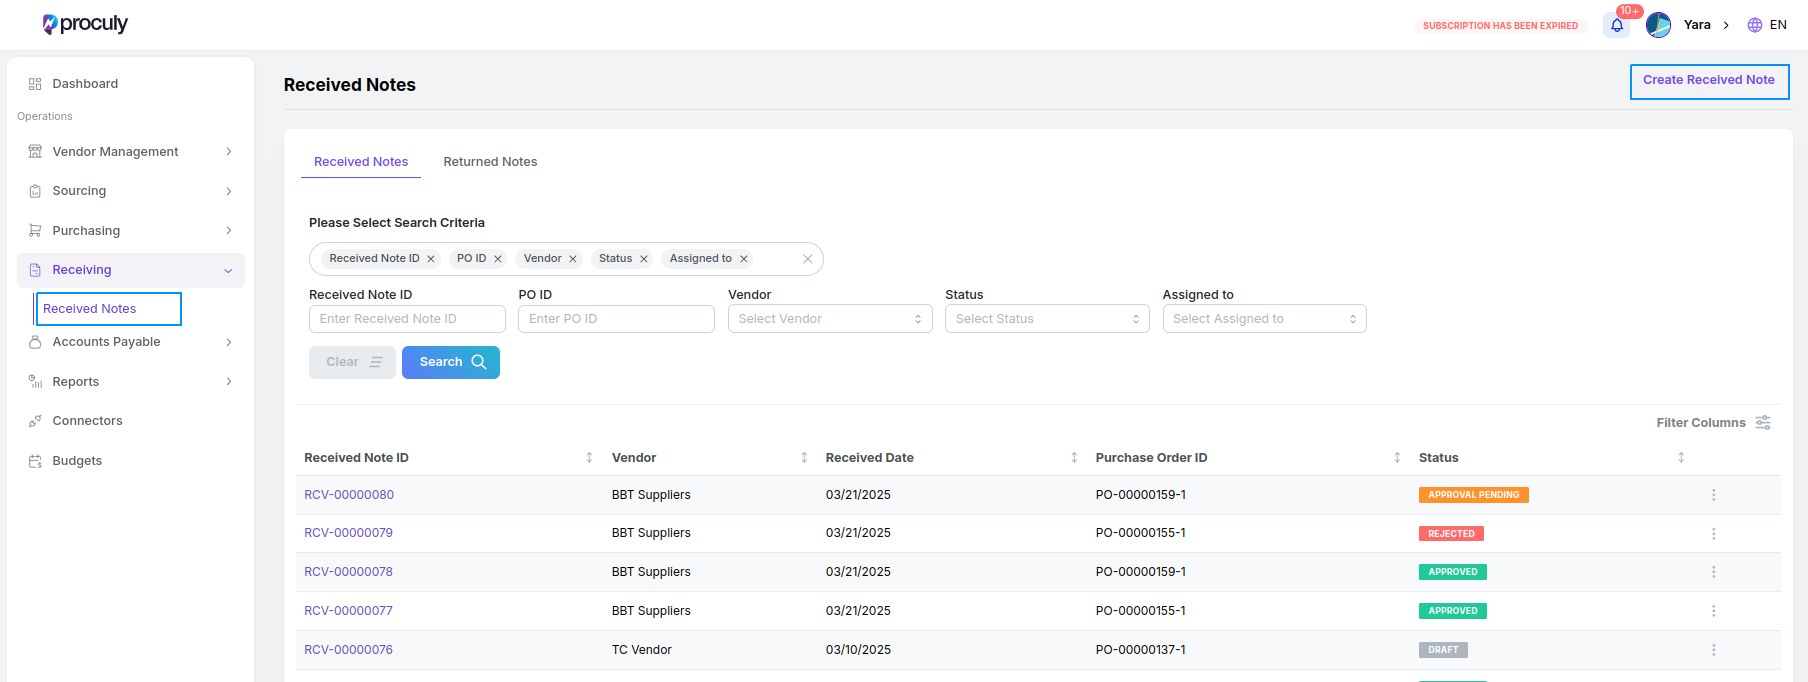 proculy
SUBSCRIPTION HAS BEEN EXPIRED
10+
Yara
EN
Dashboard
Operations
Vendor Management
Sourcing
Purchasing
Receiving
Received Notes
Accounts Payable
Reports
Connectors
Budgets
Received Notes
Create Received Note
Received Notes Returned Notes
Please Select Search Criteria
Received Note ID PO ID Vendor Status Assigned to
Received Note ID PO ID Vendor Status Assigned to
Enter Received Note ID Enter PO ID Select Vendor Select Status Select Assigned to
Clear Search
Filter Columns
Received Note ID Vendor Received Date Purchase Order ID Status
RCV-00000080 BBT Suppliers 03/21/2025 PO-00000159-1 APPROVAL PENDING
RCV-00000079 BBT Suppliers 03/21/2025 PO-00000155-1 REJECTED
RCV-00000078 BBT Suppliers 03/21/2025 PO-00000159-1 APPROVED
RCV-00000077 BBT Suppliers 03/21/2025 PO-00000155-1 APPROVED
RCV-00000076 TC Vendor 03/10/2025 PO-00000137-1 DRAFT